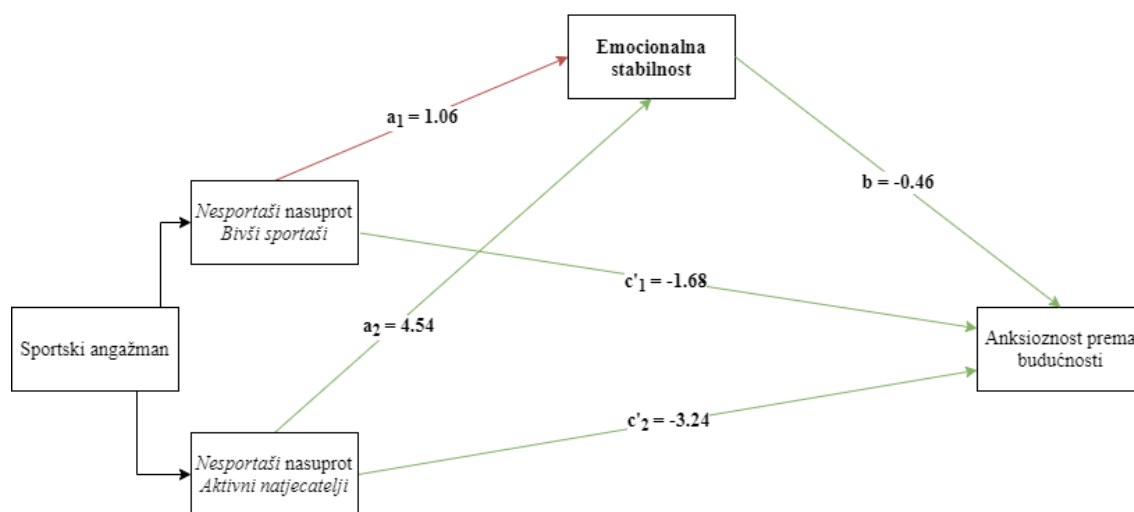 Emocionalna
stabilnost
a1 = 1.06
Nesportaši nasuprot
Bivši sportaši
b = -0.46
c'1 = -1.68
Sportski angažman
a2 = 4.54
Anksioznost prema
budućnosti
c'2 = -3.24
Nesportaši nasuprot
Aktivni natjecatelji